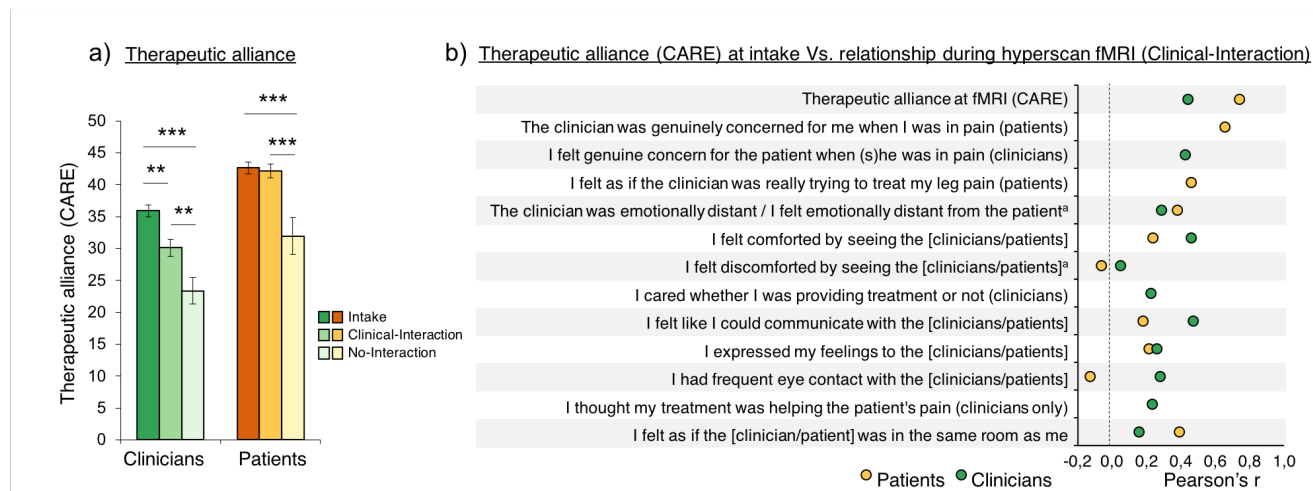 a) Therapeutic alliance
Therapeutic alliance (CARE)
50
45
40
35
30
25
20
15
10
5
0
***
***
***
**
**
Clinicians Patients
Intake
Clinical-Interaction
No-Interaction
b) Therapeutic alliance (CARE) at intake Vs. relationship during hyperscan fMRI (Clinical-Interaction)
Therapeutic alliance at fMRI (CARE)
The clinician was genuinely concerned for me when I was in pain (patients)
I felt genuine concern for the patient when (s)he was in pain (clinicians)
I felt as if the clinician was really trying to treat my leg pain (patients)
The clinician was emotionally distant / I felt emotionally distant from the patientᵃ
I felt comforted by seeing the [clinicians/patients]
I felt discomforted by seeing the [clinicians/patients]ᵃ
I cared whether I was providing treatment or not (clinicians)
I felt like I could communicate with the [clinicians/patients]
I expressed my feelings to the [clinicians/patients]
I had frequent eye contact with the [clinicians/patients]
I thought my treatment was helping the patient's pain (clinicians only)
I felt as if the [clinician/patient] was in the same room as me
-0,2 0,0 0,2 0,4 0,6 0,8 1,0
Patients Clinicians
Pearson's r